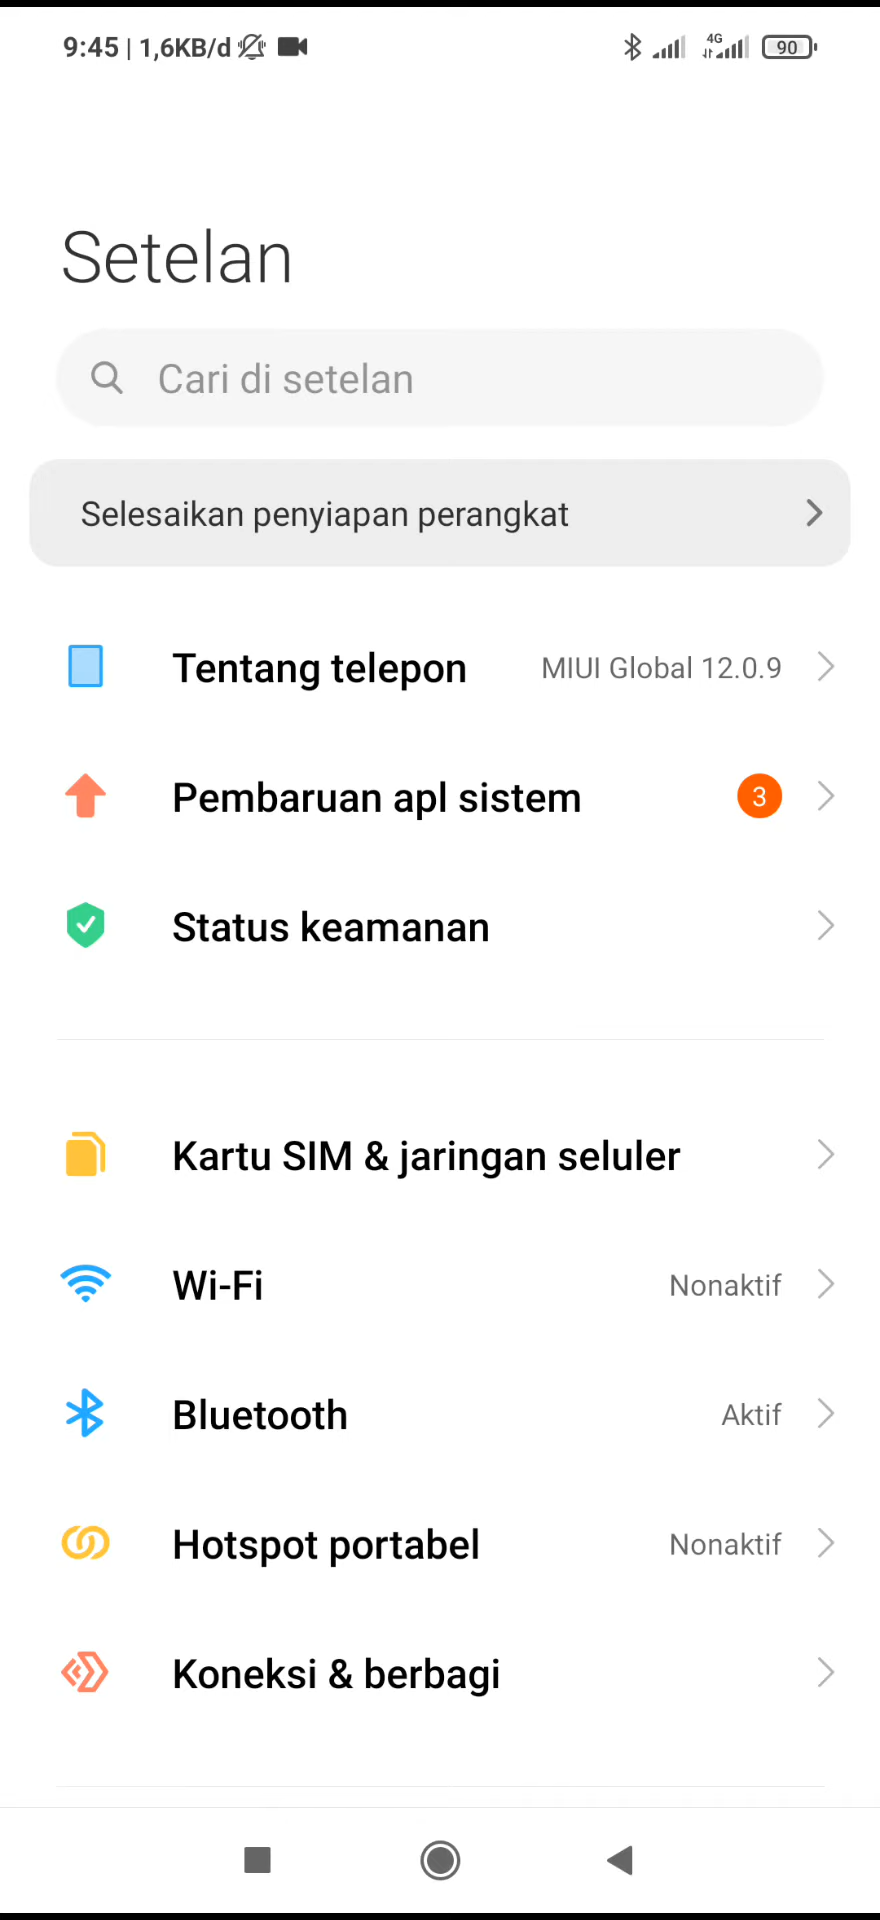 9:45 | 1,6KB/d
4G
90
Setelan
Cari di setelan
Selesaikan penyiapan perangkat
Tentang telepon MIUI Global 12.0.9
Pembaruan apl sistem 3
Status keamanan
Kartu SIM & jaringan seluler
Wi-Fi Nonaktif
Bluetooth Aktif
Hotspot portabel Nonaktif
Koneksi & berbagi